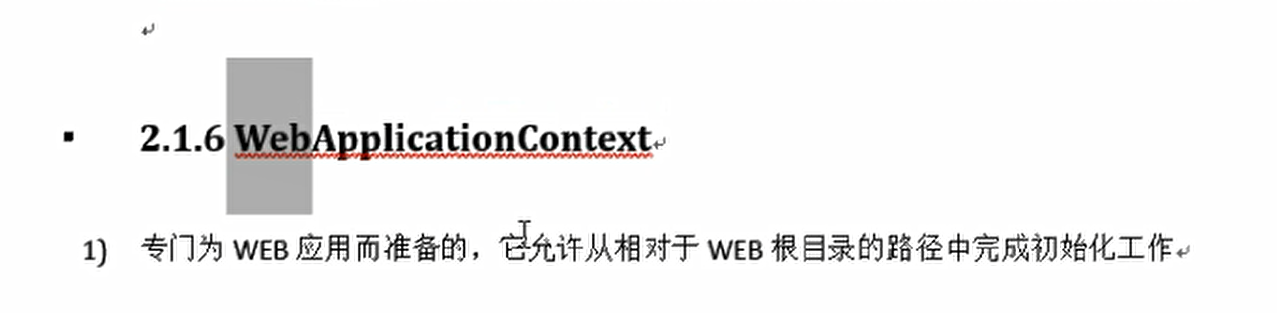 2.1.6 WebApplicationContext
1) 专门为 WEB 应用而准备的，它允许从相对于 WEB 根目录的路径中完成初始化工作